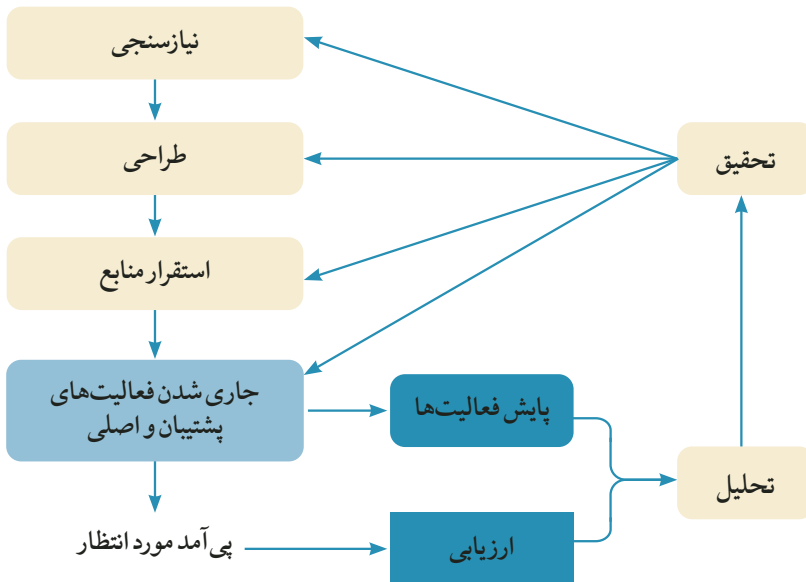 نیازسنجی
طراحی
تحقیق
استقرار منابع
جاری شدن فعالیت‌های
پشتیبان و اصلی
پایش فعالیت‌ها
تحلیل
پی‌آمد مورد انتظار
ارزیابی